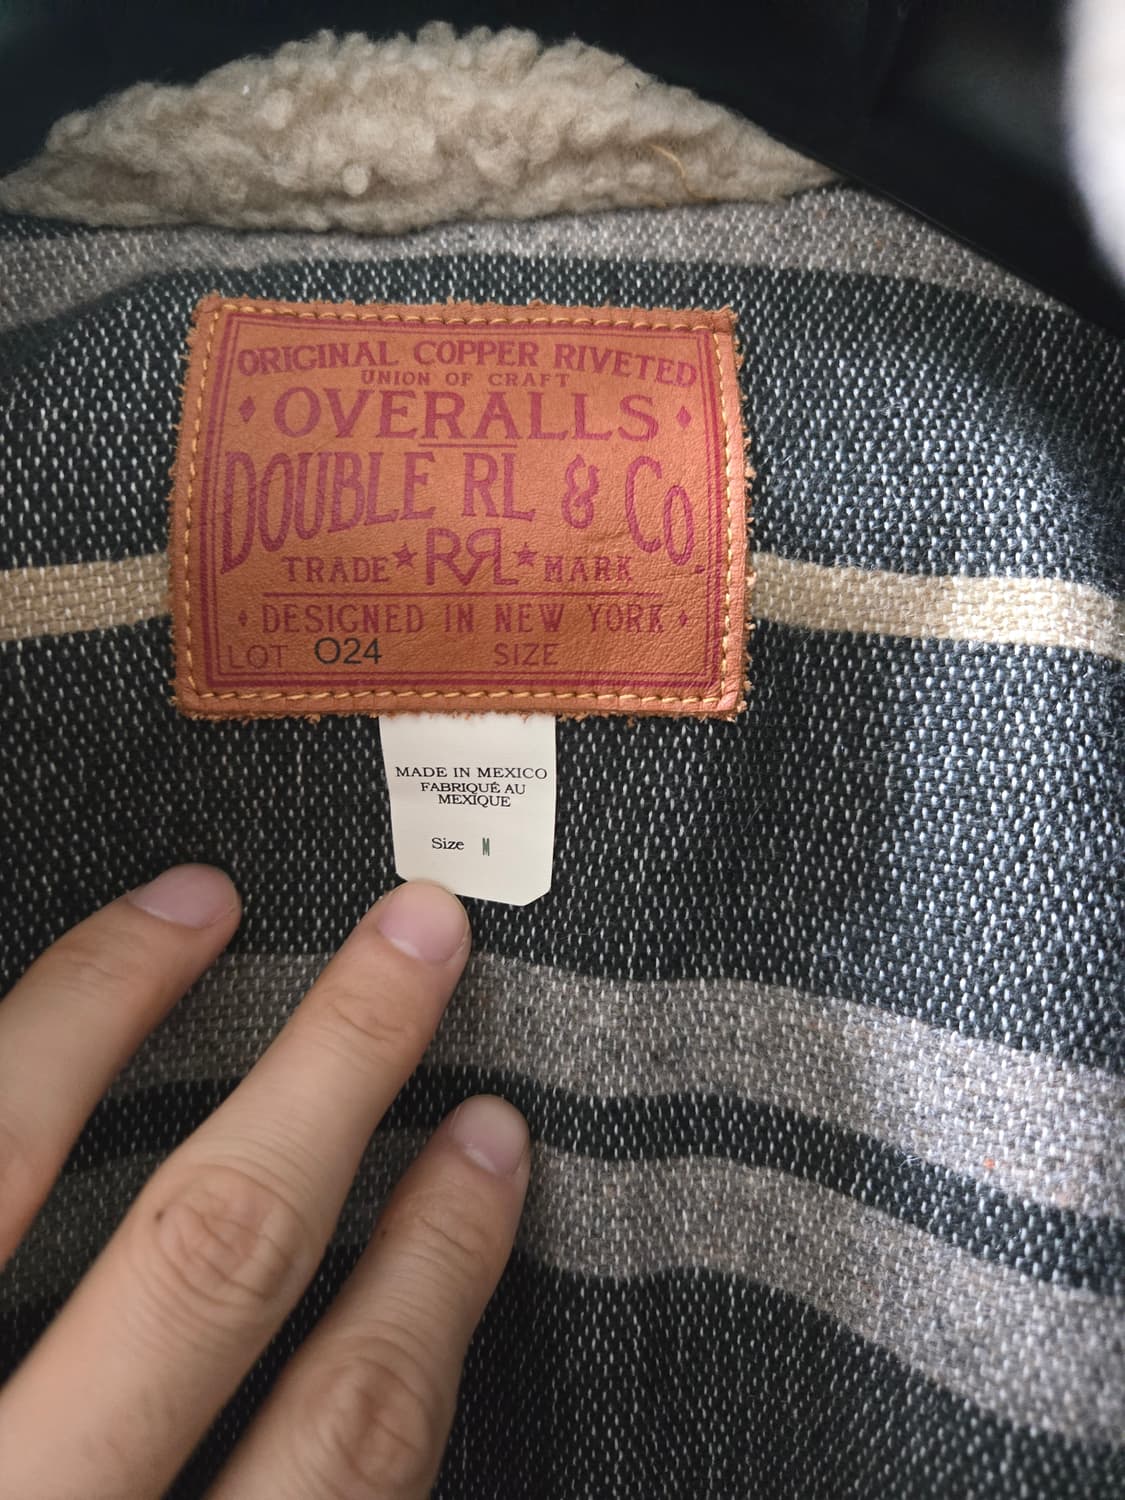 ORIGINAL COPPER RIVETED
UNION OF CRAFT
OVERALLS
DOUBLE RL & Co.
TRADE RRL MARK
DESIGNED IN NEW YORK
LOT O24 SIZE
MADE IN MEXICO
FABRIQUÉ AU
MEXIQUE
Size M